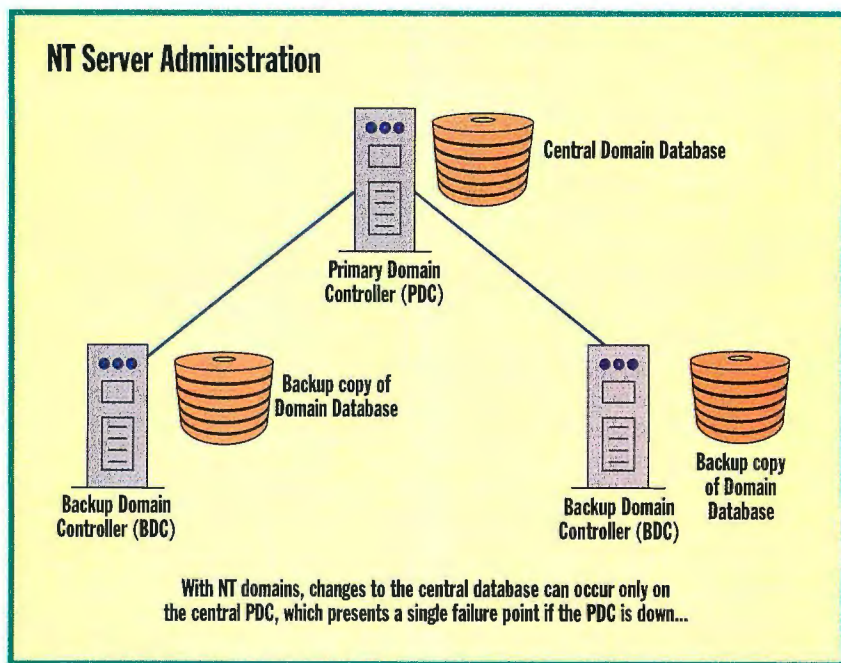 NT Server Administration
Central Domain Database
Primary Domain
Controller (PDC)
Backup copy of
Domain Database
Backup Domain
Controller (BDC)
Backup copy
of Domain
Database
Backup Domain
Controller (BDC)
With NT domains, changes to the central database can occur only on
the central PDC, which presents a single failure point if the PDC is down...